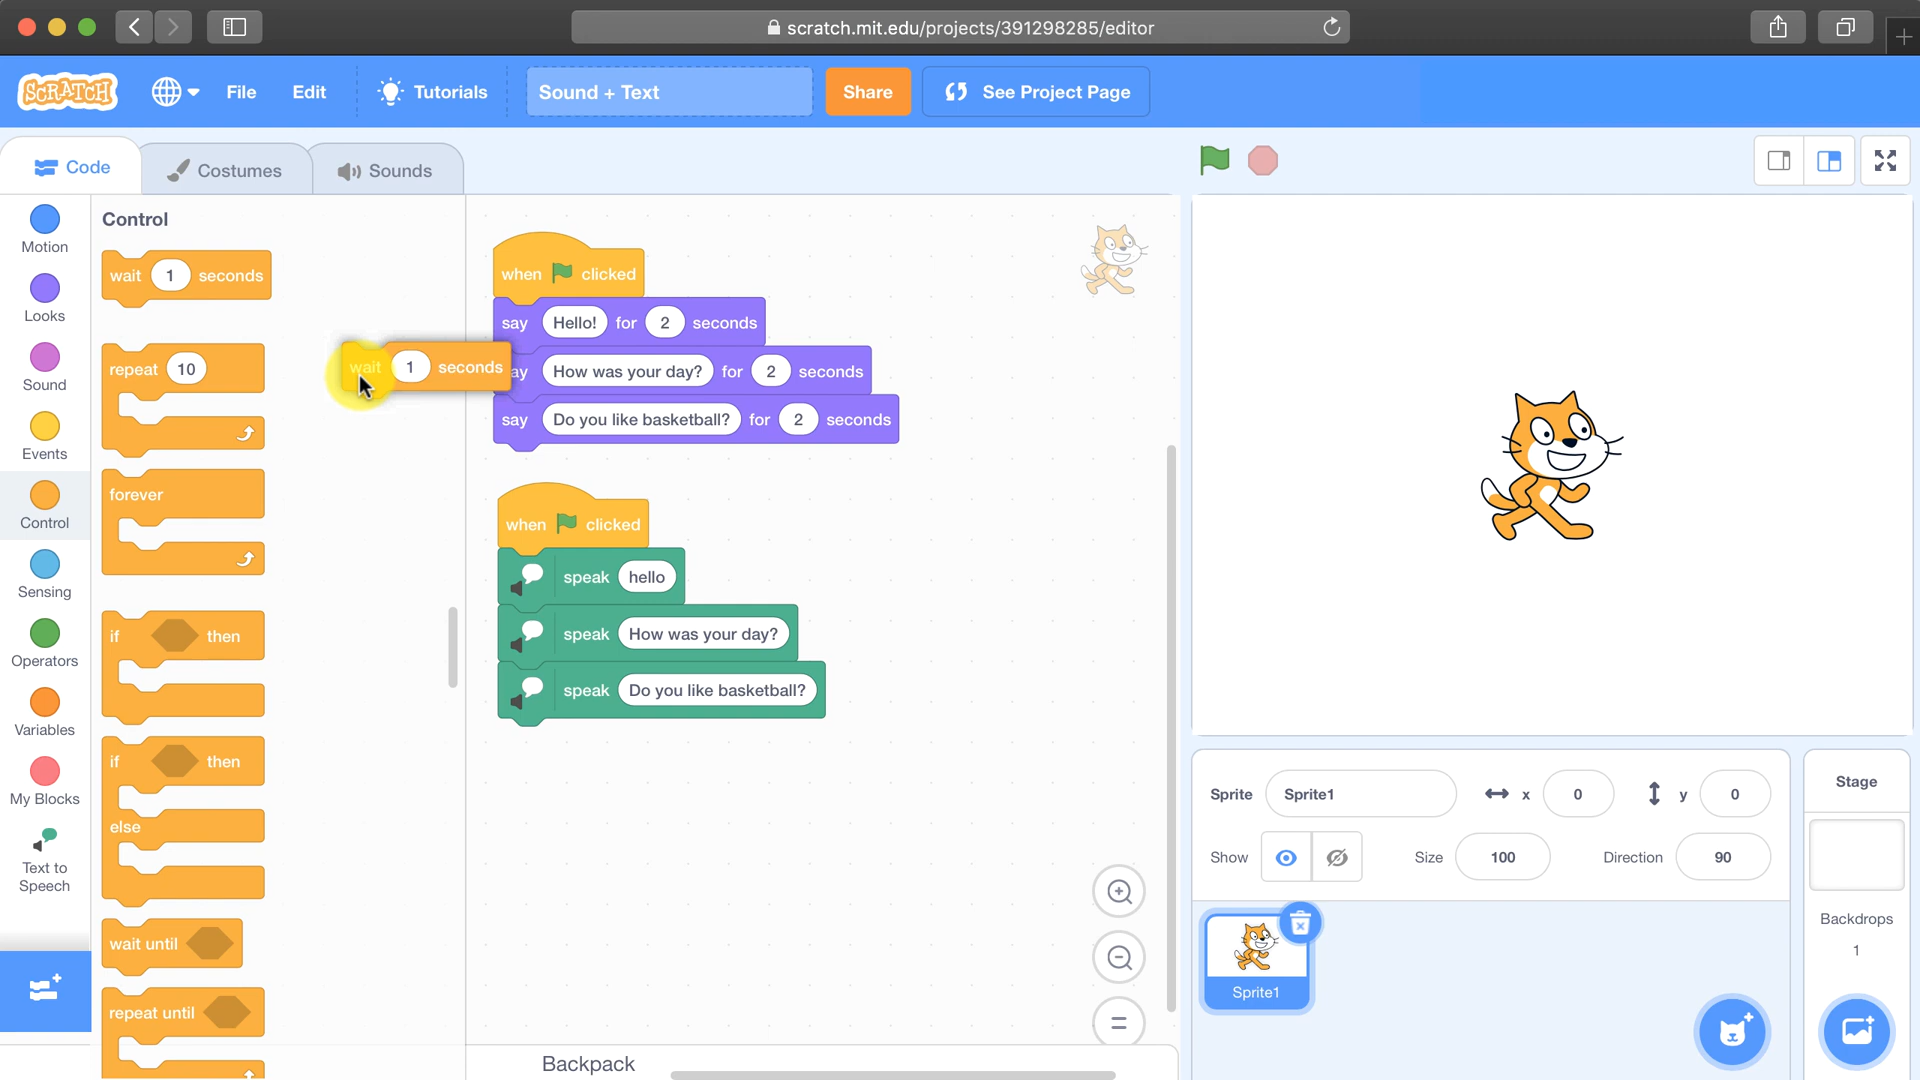 scratch.mit.edu/projects/391298285/editor
SCRATCH
File
Edit
Tutorials
Sound + Text
Share
See Project Page
Code
Costumes
Sounds
Motion
Looks
Sound
Events
Control
Sensing
Operators
Variables
My Blocks
Text to
Speech
Control
wait 1 seconds
repeat 10
forever
if then
if then
else
wait until
repeat until
wait 1 seconds
when clicked
say Hello! for 2 seconds
ay How was your day? for 2 seconds
say Do you like basketball? for 2 seconds
when clicked
speak hello
speak How was your day?
speak Do you like basketball?
Backpack
Sprite Sprite1 x 0 y 0
Show Size 100 Direction 90
Sprite1
Stage
Backdrops
1